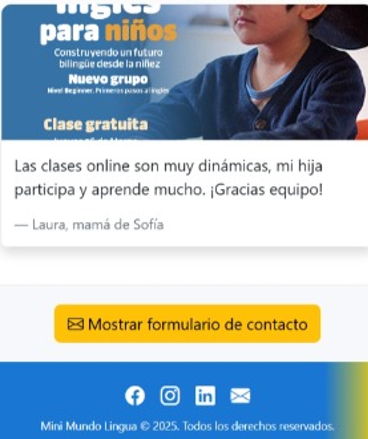 Inglés
para niños
Construyendo un futuro
bilingüe desde la niñez
Nuevo grupo
Nivel Beginner. Primeros pasos al inglés
Clase gratuita
Las clases online son muy dinámicas, mi hija
participa y aprende mucho. ¡Gracias equipo!
— Laura, mamá de Sofía
Mostrar formulario de contacto
Mini Mundo Lingua © 2025. Todos los derechos reservados.